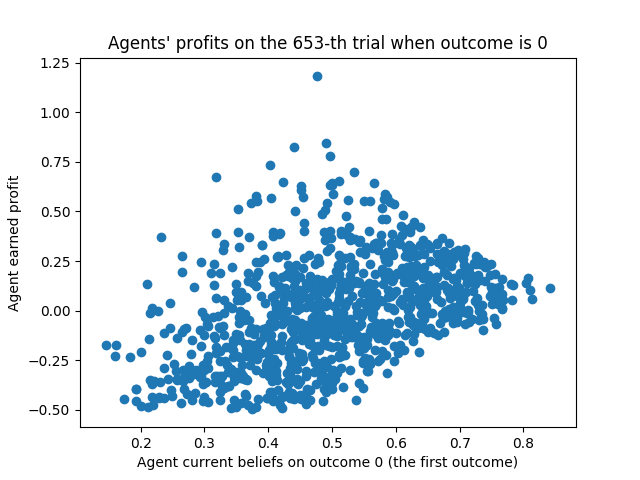 Agents' profits on the 653-th trial when outcome is 0
1.25
1.00
0.75
0.50
0.25
0.00
−0.25
−0.50
Agent earned profit
0.2 0.3 0.4 0.5 0.6 0.7 0.8
Agent current beliefs on outcome 0 (the first outcome)